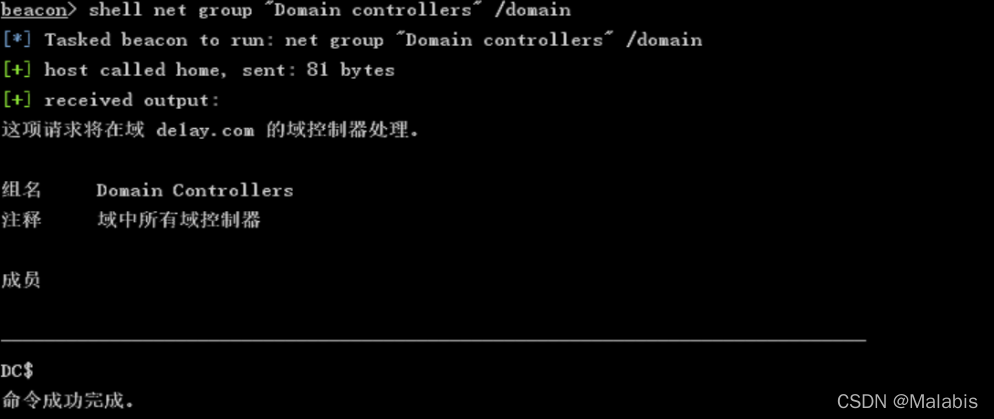 beacon> shell net group "Domain controllers" /domain
[*] Tasked beacon to run: net group "Domain controllers" /domain
[+] host called home, sent: 81 bytes
[+] received output:
这项请求将在域 delay.com 的域控制器处理。
组名 Domain Controllers
注释 域中所有域控制器
成员
DC$
命令成功完成。
CSDN @Malabis